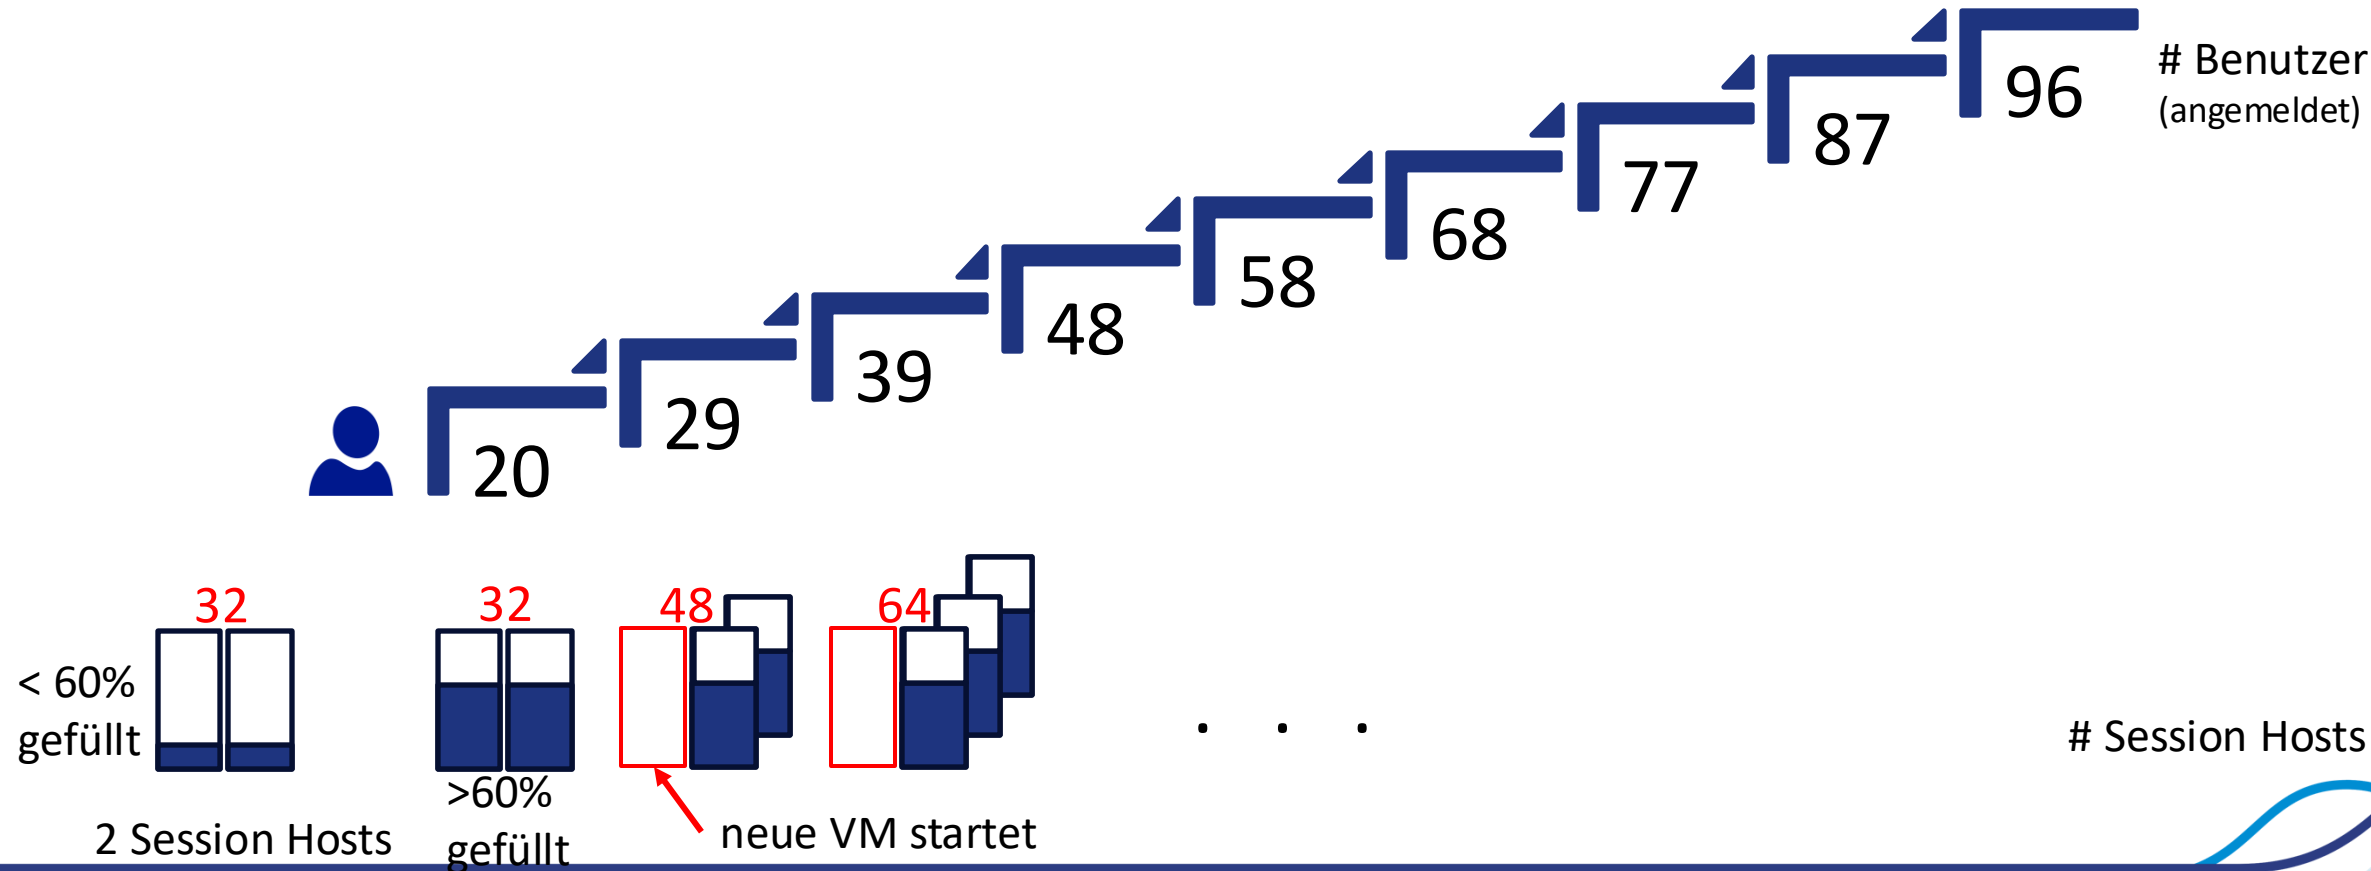 # Benutzer
(angemeldet)
96
87
77
68
58
48
39
29
20
32
32
48
64
< 60%
gefüllt
>60%
gefüllt
2 Session Hosts
neue VM startet
. . .
# Session Hosts